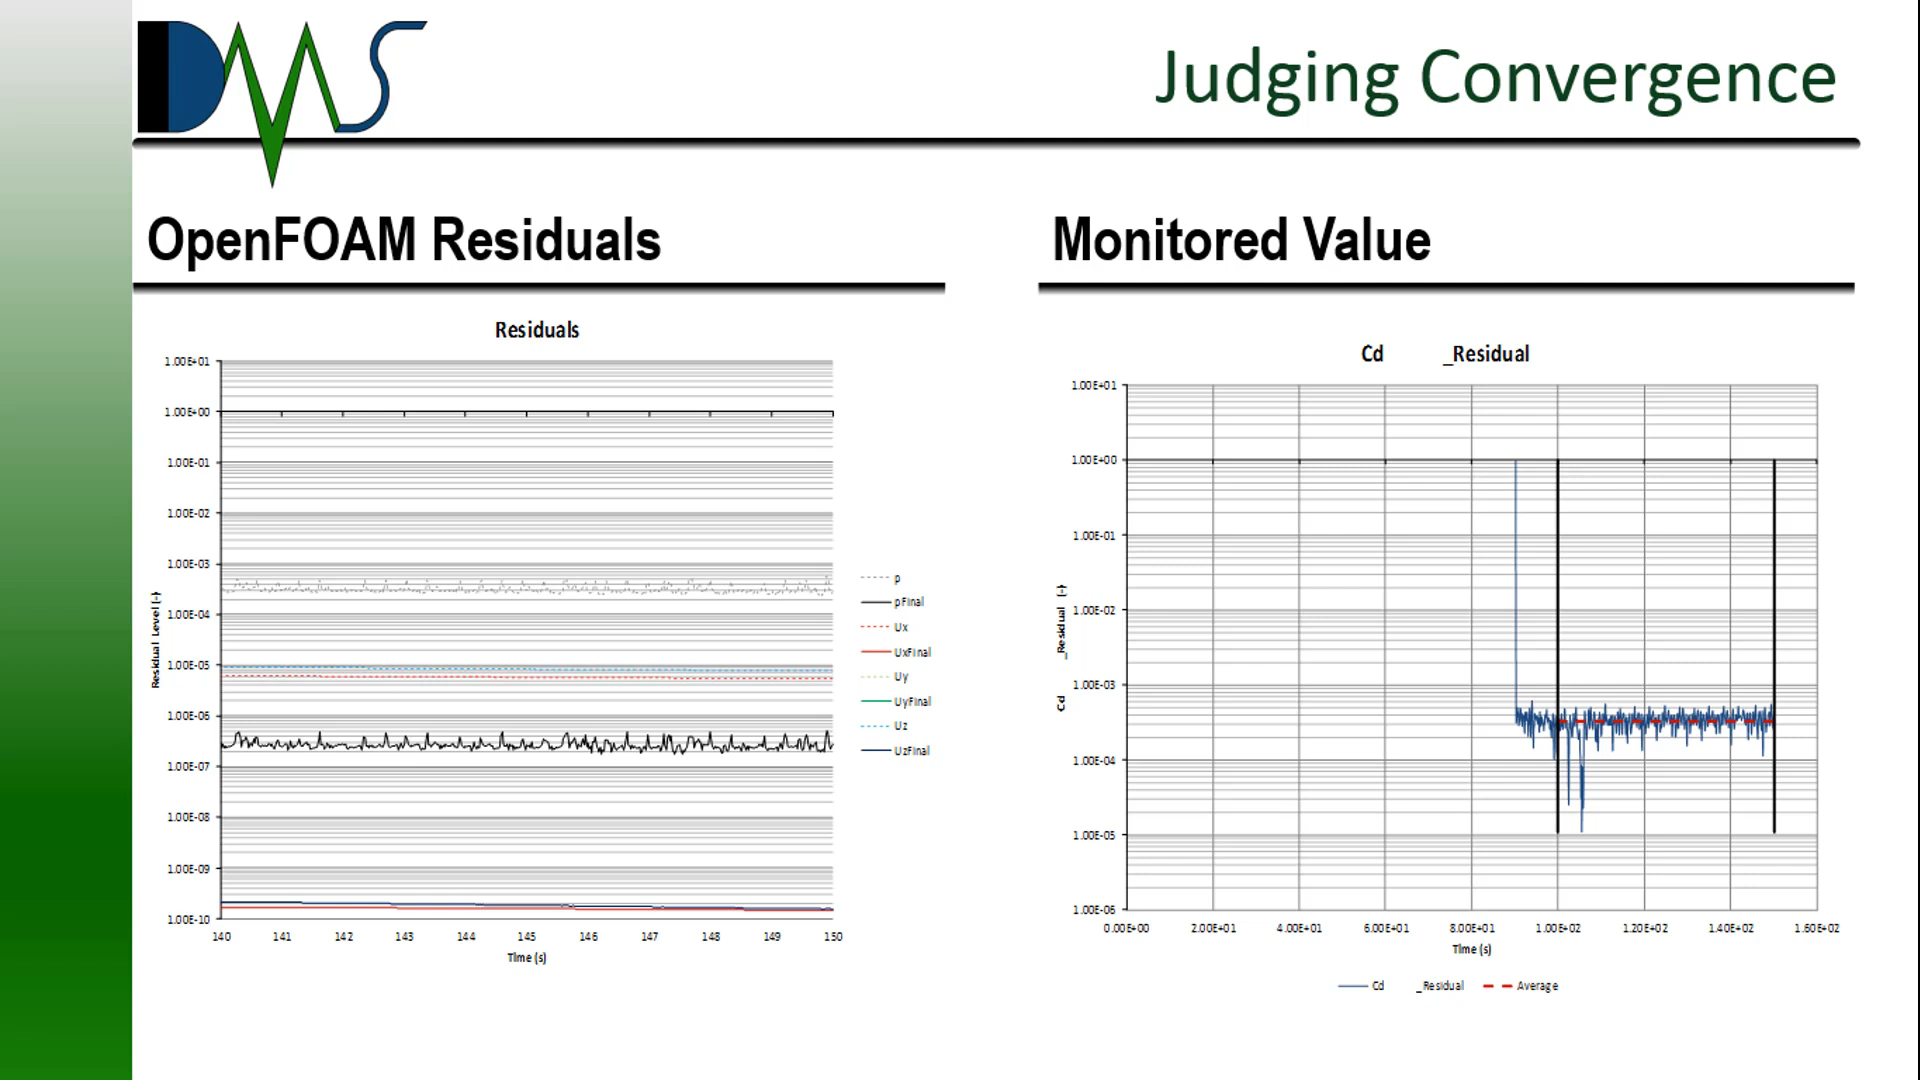 DMS
Judging Convergence
OpenFOAM Residuals
Residuals
1.00E+01
1.00E+00
1.00E-01
1.00E-02
1.00E-03
1.00E-04
1.00E-05
1.00E-06
1.00E-07
1.00E-08
1.00E-09
1.00E-10
Residual Level (-)
140 141 142 143 144 145 146 147 148 149 150
Time (s)
p
pFinal
Ux
UxFinal
Uy
UyFinal
Uz
UzFinal
Monitored Value
Cd _Residual
1.00E+01
1.00E+00
1.00E-01
1.00E-02
1.00E-03
1.00E-04
1.00E-05
1.00E-06
Cd _Residual (-)
0.00E+00 2.00E+01 4.00E+01 6.00E+01 8.00E+01 1.00E+02 1.20E+02 1.40E+02 1.60E+02
Time (s)
Cd _Residual Average